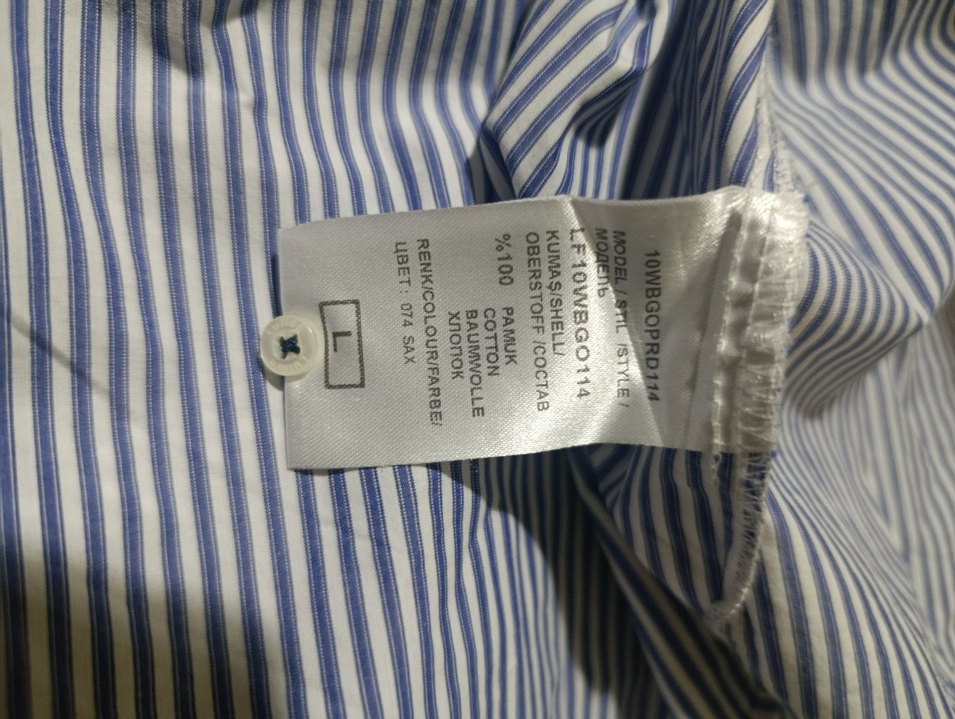 10WBGOPRD114
MODEL / STIL /STYLE /
МОДЕЛЬ
LF10WBGO114
KUMAŞ/SHELL/
OBERSTOFF /СОСТАВ
%100 PAMUK
COTTON
BAUMWOLLE
ХЛОПОК
RENK/COLOUR/FARBE/
ЦВЕТ: 074 SAX
L